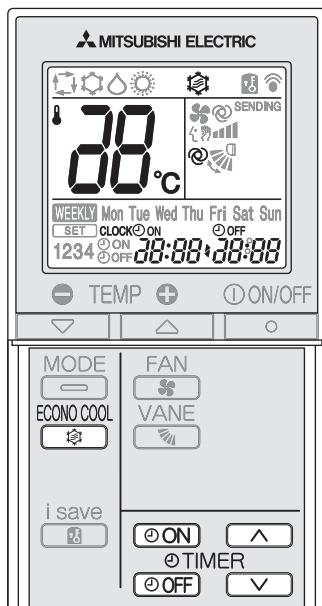 MITSUBISHI ELECTRIC
SENDING
88°C
WEEKLY Mon Tue Wed Thu Fri Sat Sun
SET CLOCK ON OFF
1234 ON OFF 88:88 88:88
TEMP ON/OFF
MODE FAN
ECONO COOL VANE
i save
ON
TIMER
OFF